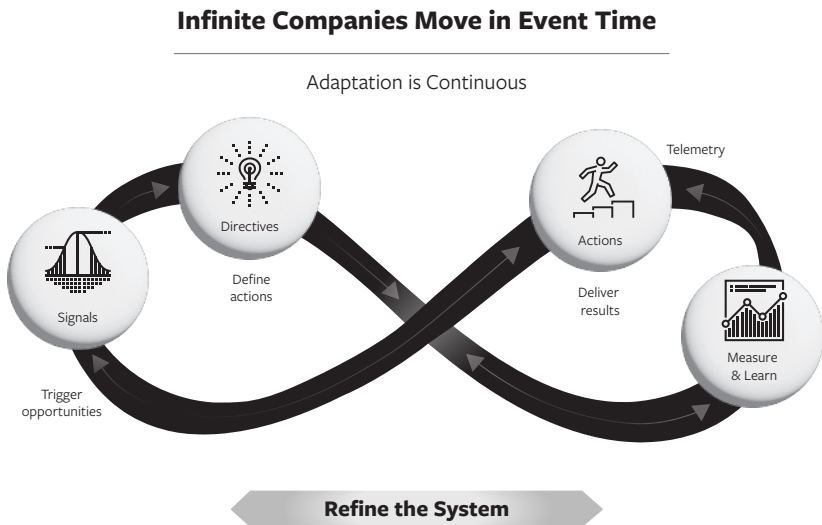 Infinite Companies Move in Event Time
Adaptation is Continuous
Directives
Define
actions
Signals
Trigger
opportunities
Telemetry
Actions
Deliver
results
Measure
& Learn
Refine the System